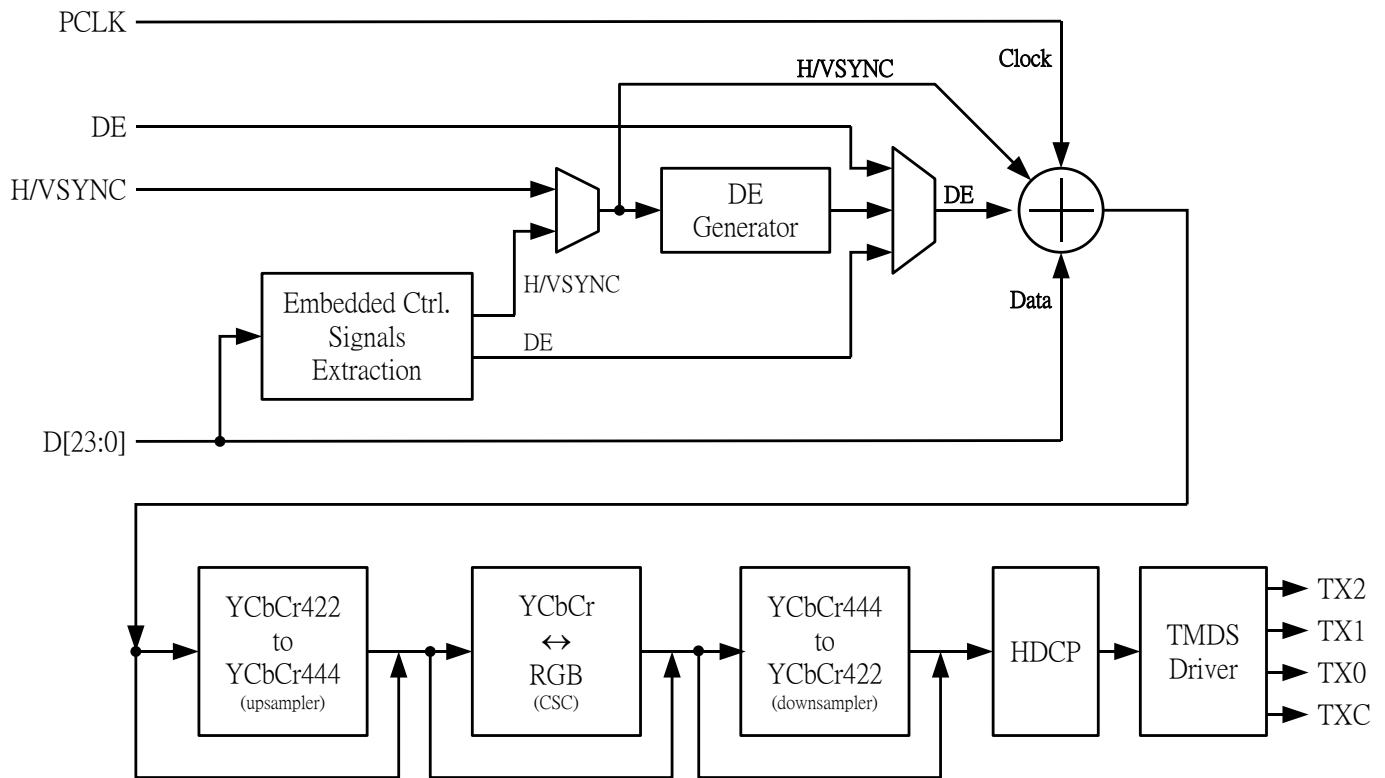 PCLK
Clock
H/VSYNC
DE
H/VSYNC
DE
Generator
DE
H/VSYNC
Embedded Ctrl.
Signals
Extraction
DE
Data
D[23:0]
YCbCr422
to
YCbCr444
(upsampler)
YCbCr
↔
RGB
(CSC)
YCbCr444
to
YCbCr422
(downsampler)
HDCP
TMDS
Driver
TX2
TX1
TX0
TXC